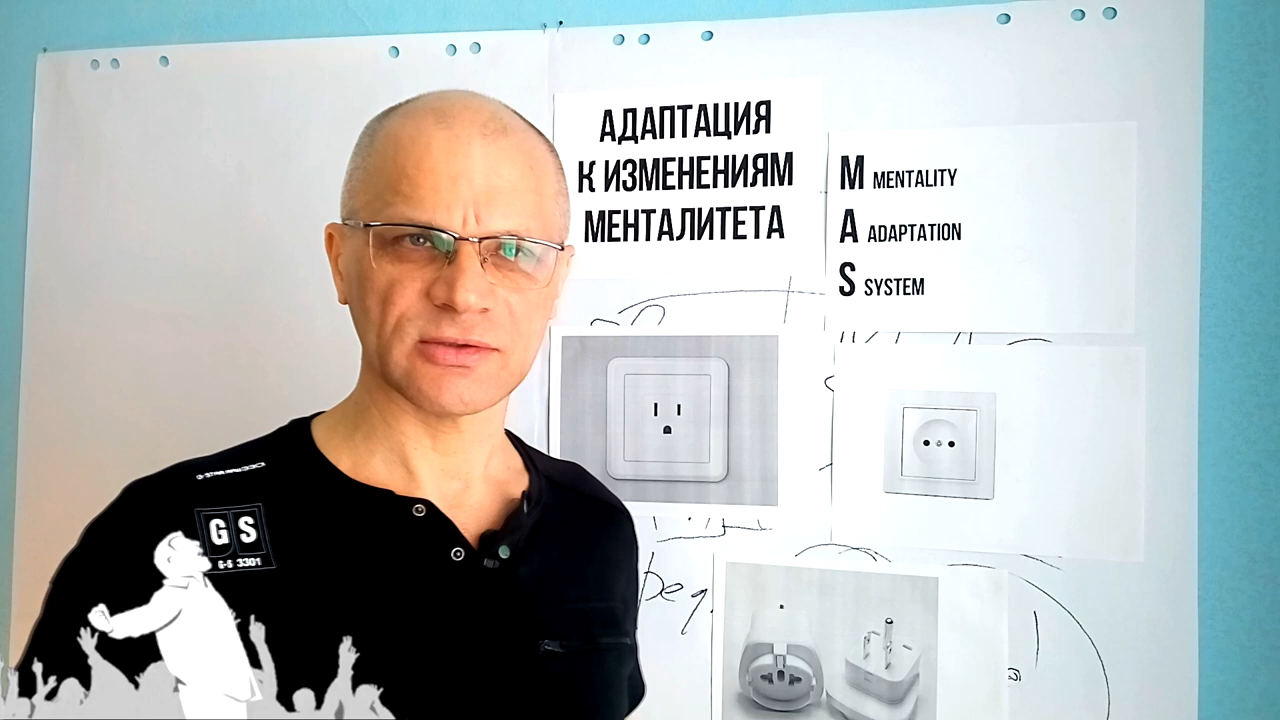 АДАПТАЦИЯ
К ИЗМЕНЕНИЯМ
МЕНТАЛИТЕТА
M MENTALITY
A ADAPTATION
S SYSTEM
GS
G-S 3301